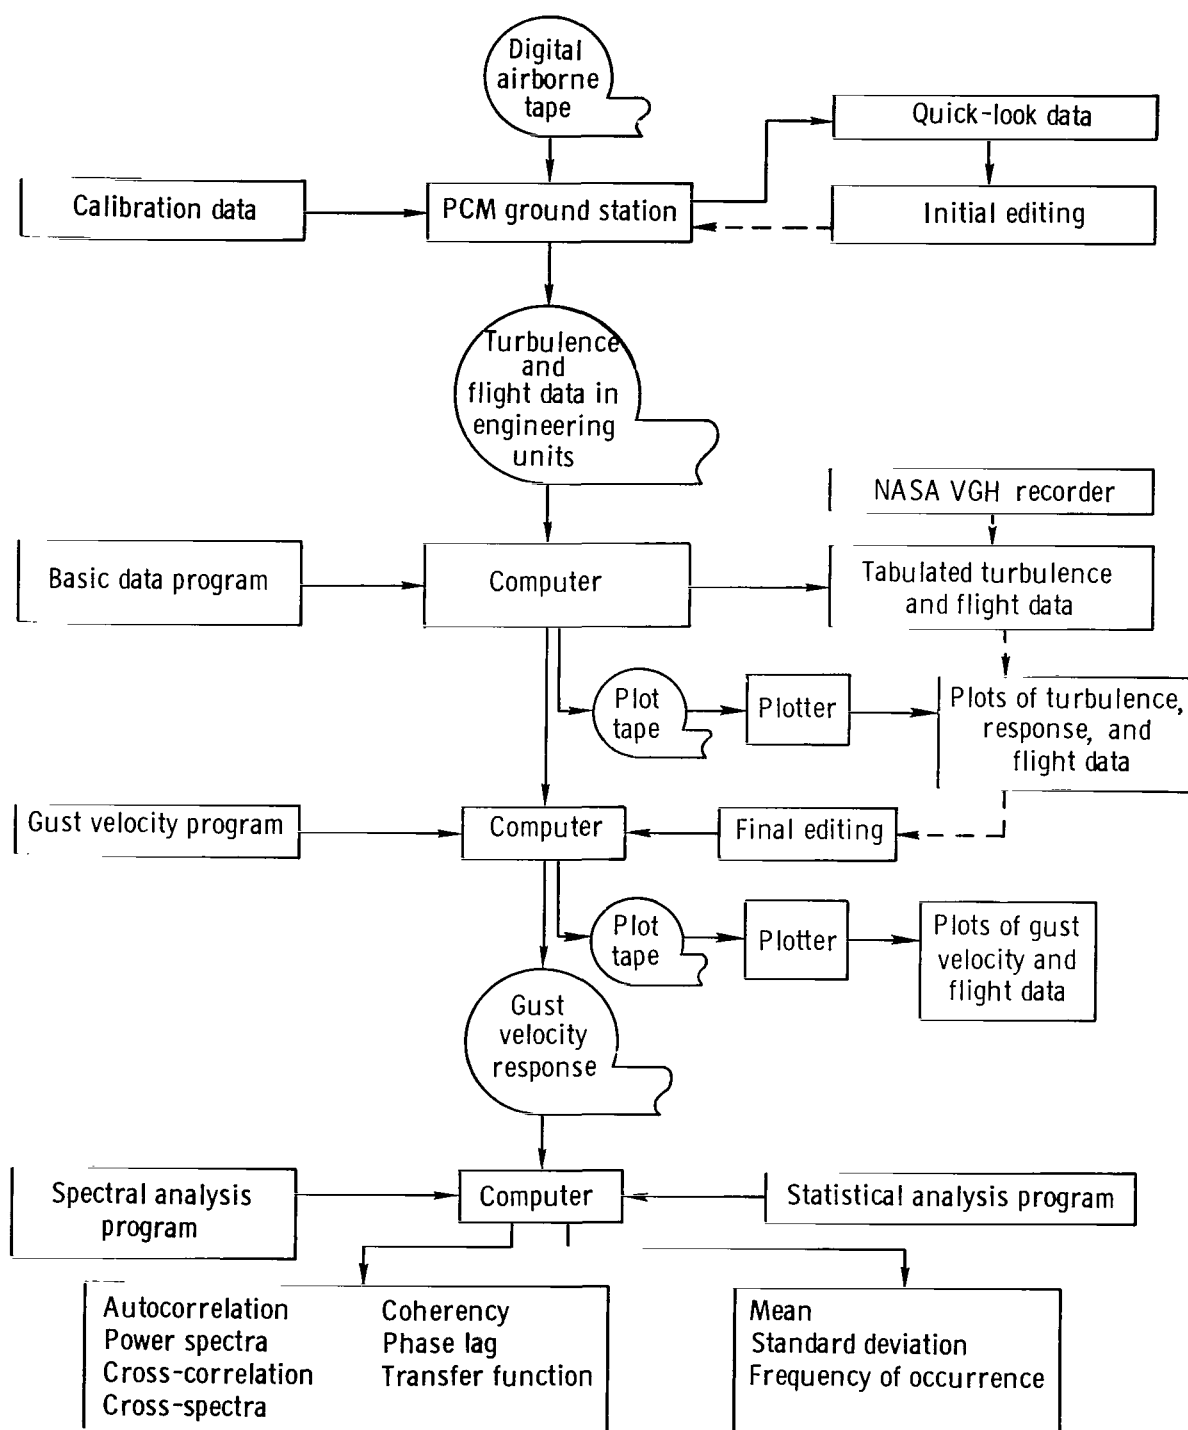 Digital
airborne
tape
Quick-look data
Calibration data
PCM ground station
Initial editing
Turbulence
and
flight data in
engineering
units
NASA VGH recorder
Basic data program
Computer
Tabulated turbulence
and flight data
Plot
tape
Plotter
Plots of turbulence,
response, and
flight data
Gust velocity program
Computer
Final editing
Plot
tape
Plotter
Plots of gust
velocity and
flight data
Gust
velocity
response
Spectral analysis
program
Computer
Statistical analysis program
Autocorrelation
Power spectra
Cross-correlation
Cross-spectra
Coherency
Phase lag
Transfer function
Mean
Standard deviation
Frequency of occurrence